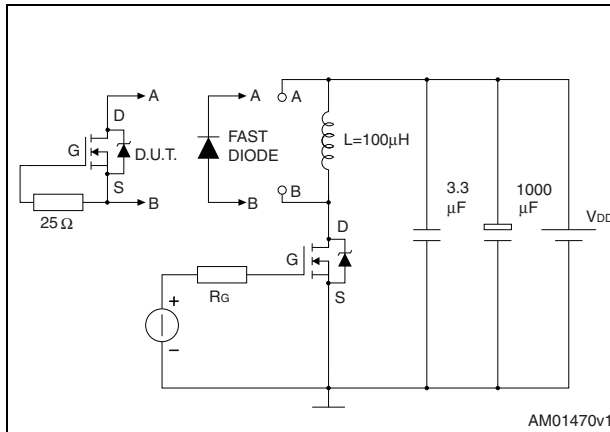 A
A
A
D
G
D.U.T.
FAST
DIODE
L=100μH
S
B
B
B
25 Ω
3.3
μF
1000
μF
VDD
D
G
S
RG
+
−
AM01470v1